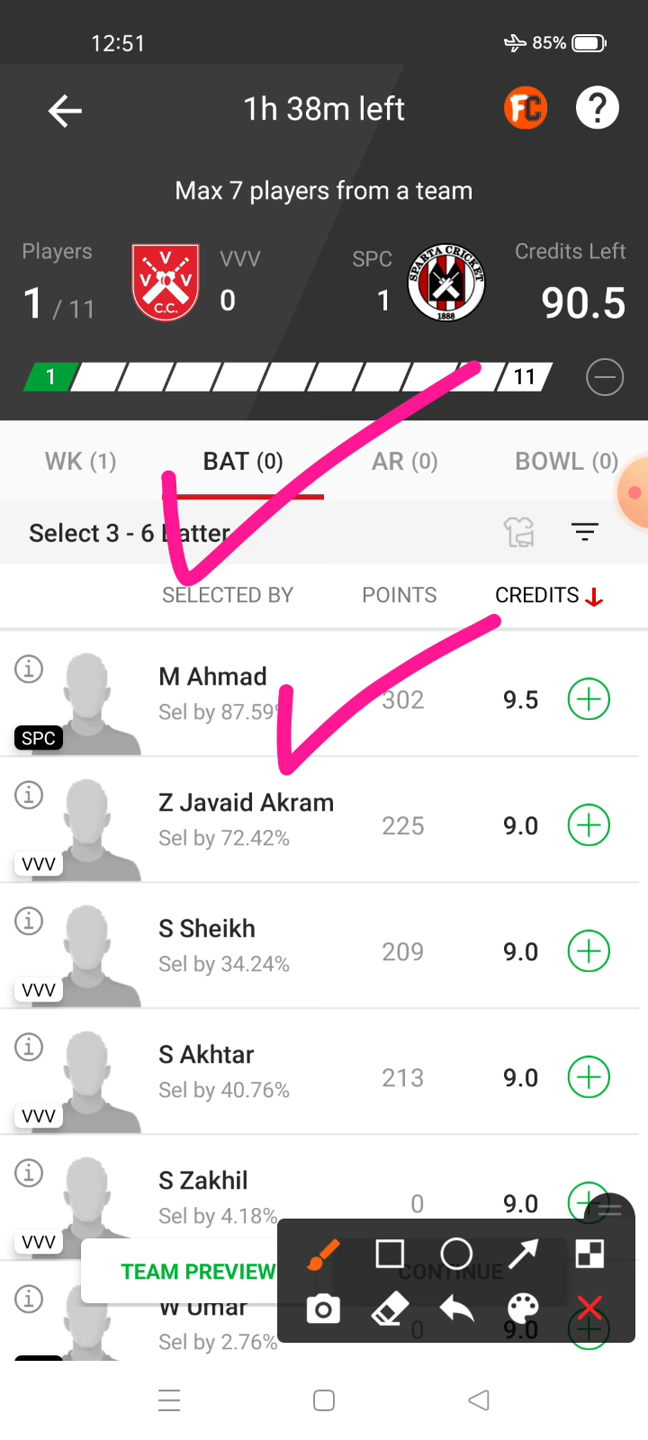 12:51
85%
1h 38m left
FC
?
Max 7 players from a team
Players
VVV
SPC
Credits Left
1 / 11
0
1
90.5
V V V V
C.C.
SPARTA CRICKET
1888
1
11
WK (1)
BAT (0)
AR (0)
BOWL (0)
Select 3 - 6 batter
SELECTED BY
POINTS
CREDITS
M Ahmad
Sel by 87.59%
302
9.5
SPC
Z Javaid Akram
Sel by 72.42%
225
9.0
VVV
S Sheikh
Sel by 34.24%
209
9.0
VVV
S Akhtar
Sel by 40.76%
213
9.0
VVV
S Zakhil
Sel by 4.18%
0
9.0
VVV
TEAM PREVIEW
CONTINUE
W Umar
Sel by 2.76%
0
9.0